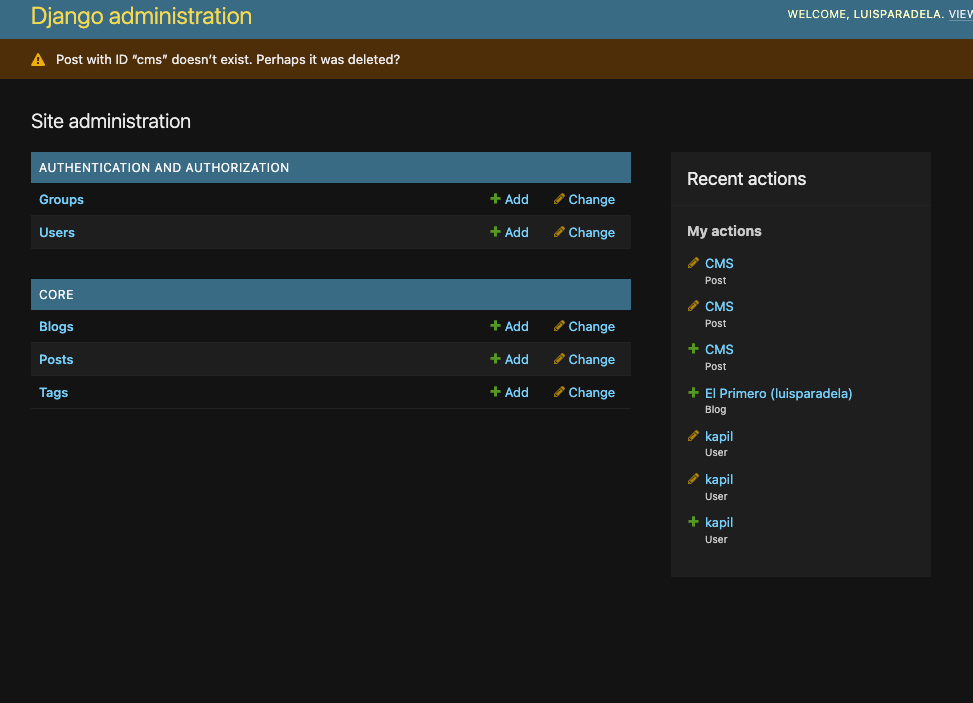 Django administration
WELCOME, LUISPARADELA.
Post with ID “cms” doesn’t exist. Perhaps it was deleted?
Site administration
AUTHENTICATION AND AUTHORIZATION
Groups Add Change
Users Add Change
CORE
Blogs Add Change
Posts Add Change
Tags Add Change
Recent actions
My actions
CMS
Post
CMS
Post
CMS
Post
El Primero (luisparadela)
Blog
kapil
User
kapil
User
kapil
User